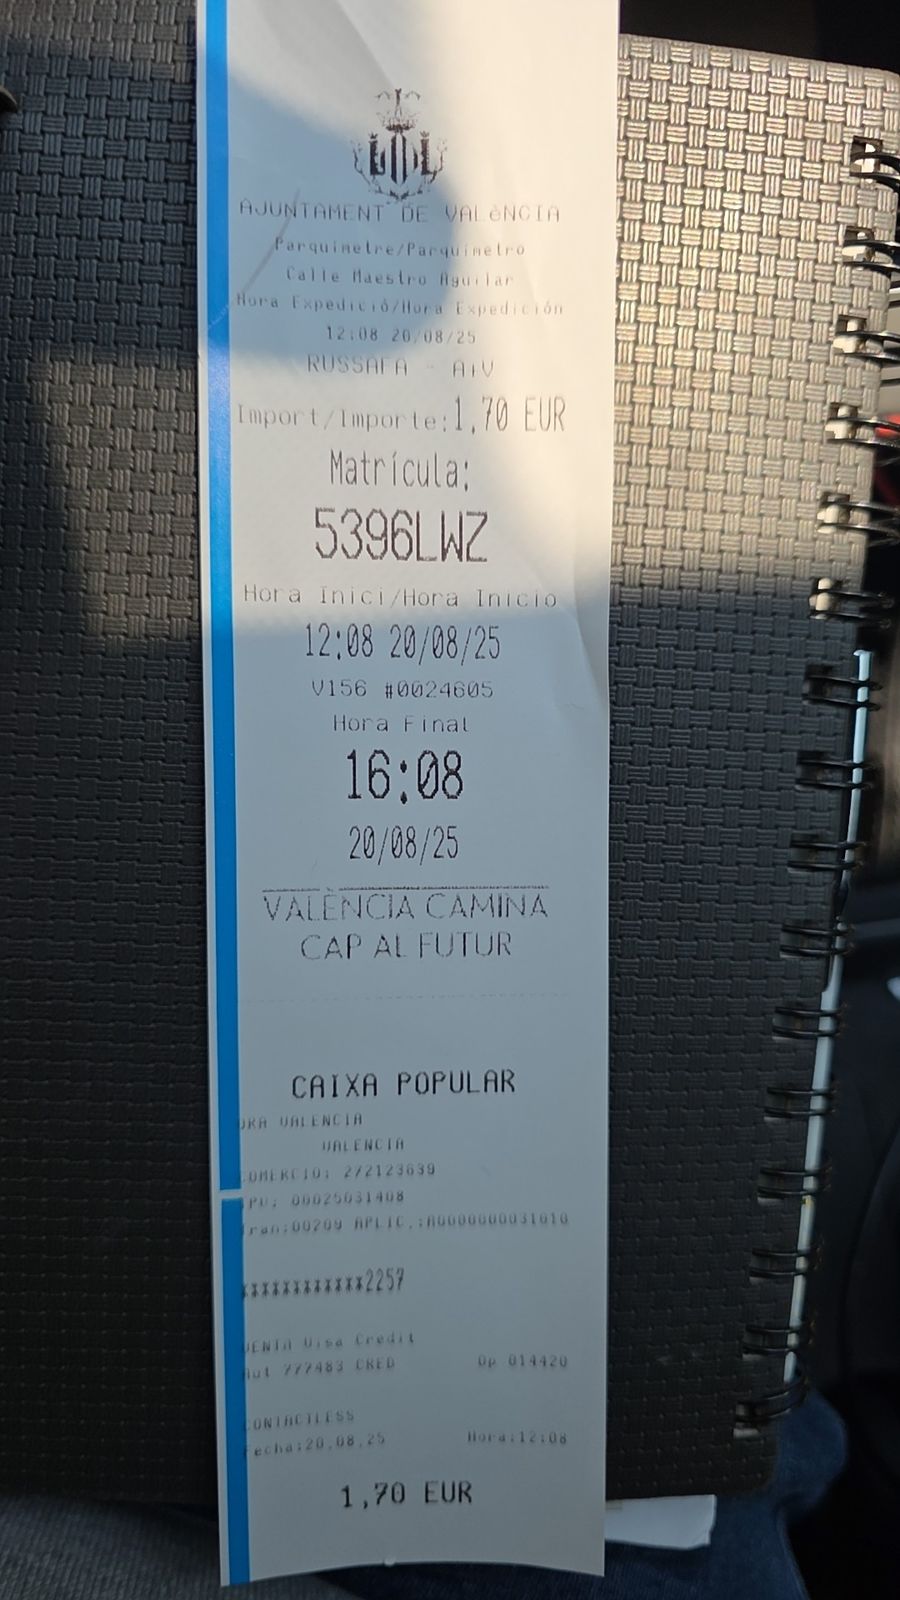 AJUNTAMENT DE VALèNCIA
Parquimetre/Parquimetro
Calle Maestro Aguilar
Hora Expedició/Hora Expedición
12:08 20/08/25
RUSSAFA - A+V
Import/Importe:1,70 EUR
Matrícula:
5396LWZ
Hora Inici/Hora Inicio
12:08 20/08/25
V156 #0024605
Hora Final
16:08
20/08/25
VALÈNCIA CAMINA
CAP AL FUTUR
CAIXA POPULAR
ORA VALENCIA
VALENCIA
COMERCIO: 272123639
TPV: 00025031408
Tran:00209 APLIC.:A0000000031010
************2257
VENTA Visa Credit
Aut 777483 CRED Op 014420
CONTACTLESS
Fecha:20.08.25 Hora:12:08
1,70 EUR